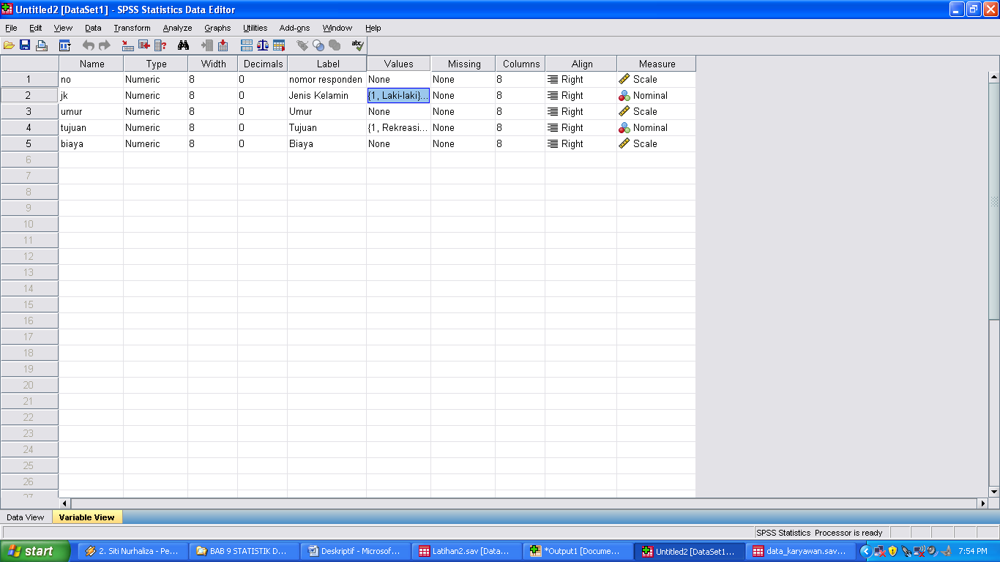 Untitled2 [DataSet1] - SPSS Statistics Data Editor
File Edit View Data Transform Analyze Graphs Utilities Add-ons Window Help
Name Type Width Decimals Label Values Missing Columns Align Measure
1 no Numeric 8 0 nomor responden None None 8 Right Scale
2 jk Numeric 8 0 Jenis Kelamin {1, Laki-laki}... None 8 Right Nominal
3 umur Numeric 8 0 Umur None None 8 Right Scale
4 tujuan Numeric 8 0 Tujuan {1, Rekreasi... None 8 Right Nominal
5 biaya Numeric 8 0 Biaya None None 8 Right Scale
6
7
8
9
10
11
12
13
14
15
16
17
18
19
20
21
22
23
24
25
26
27
Data View Variable View
SPSS Statistics Processor is ready
start 2. Siti Nurhaliza - Pe... BAB 9 STATISTIK D... Deskriptif - Microsof... Latihan2.sav [Data... *Output1 [Docume... Untitled2 [DataSet1... data_karyawan.sav... 7:54 PM